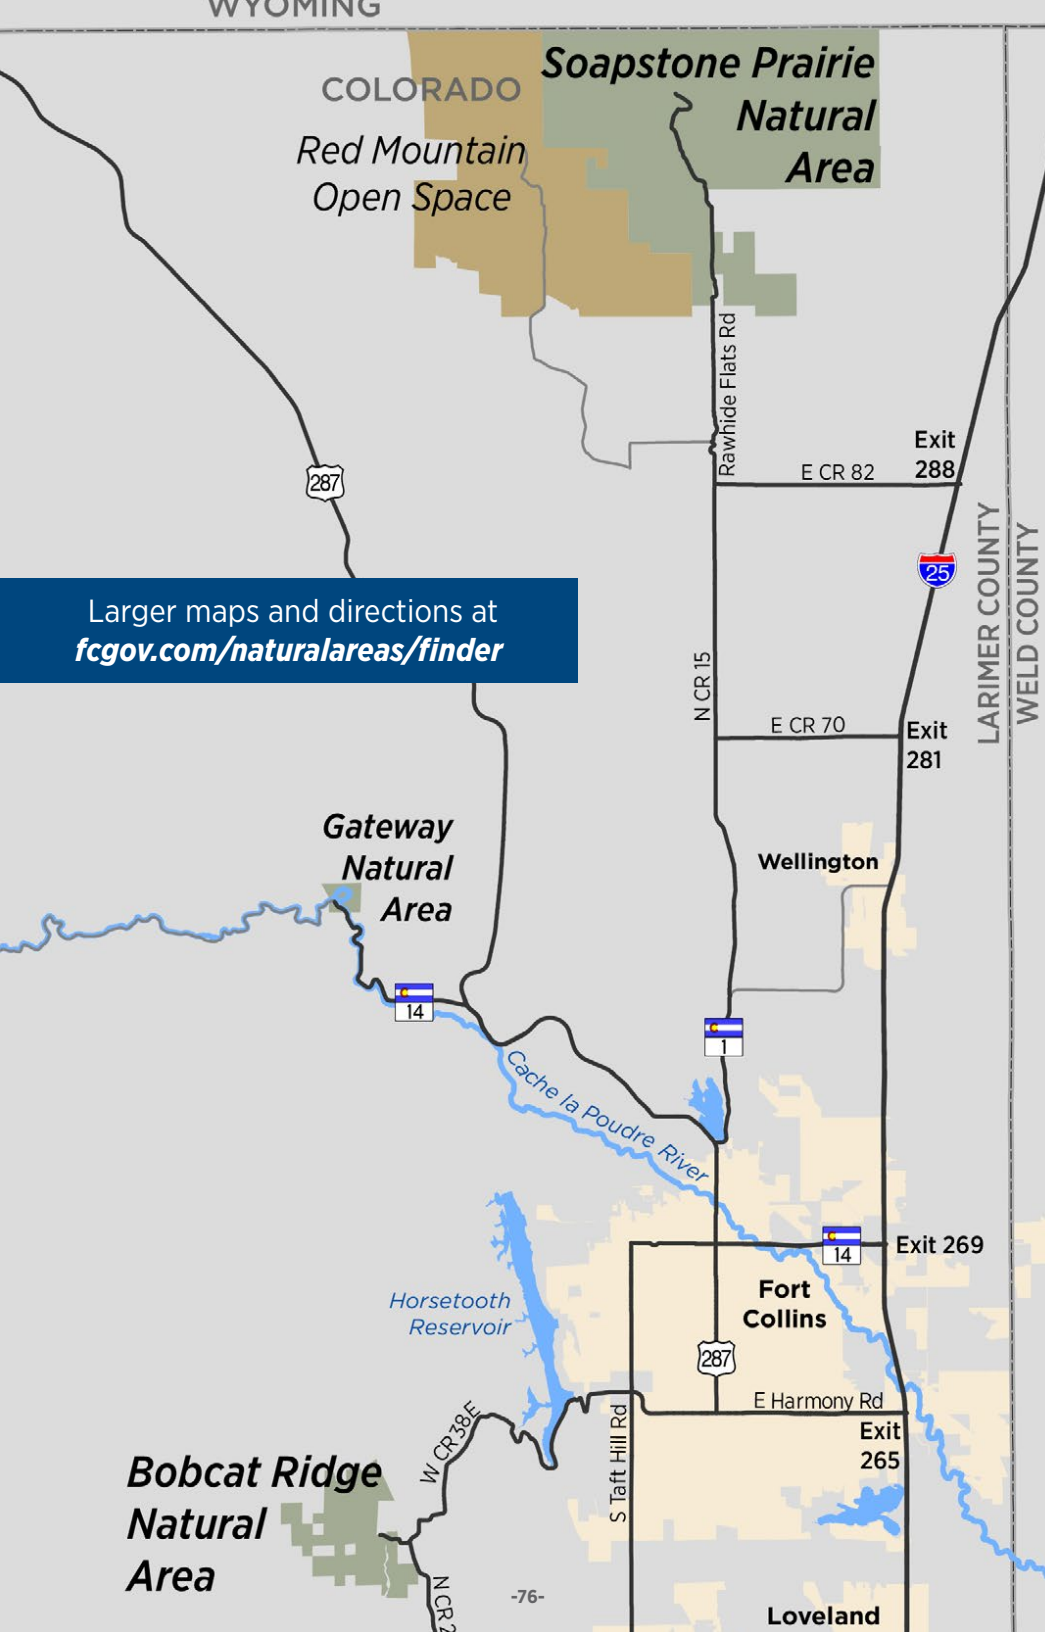 WYOMING
COLORADO
Soapstone Prairie
Natural
Area
Red Mountain
Open Space
Rawhide Flats Rd
Exit
288
E CR 82
287
25
LARIMER COUNTY
WELD COUNTY
Larger maps and directions at
fcgov.com/naturalareas/finder
N CR 15
E CR 70
Exit
281
Gateway
Natural
Area
Wellington
C
14
C
1
Cache la Poudre River
C
14
Exit 269
Fort
Collins
Horsetooth
Reservoir
287
E Harmony Rd
Exit
265
S Taft Hill Rd
W CR38E
Bobcat Ridge
Natural
Area
N CR 2
-76-
Loveland